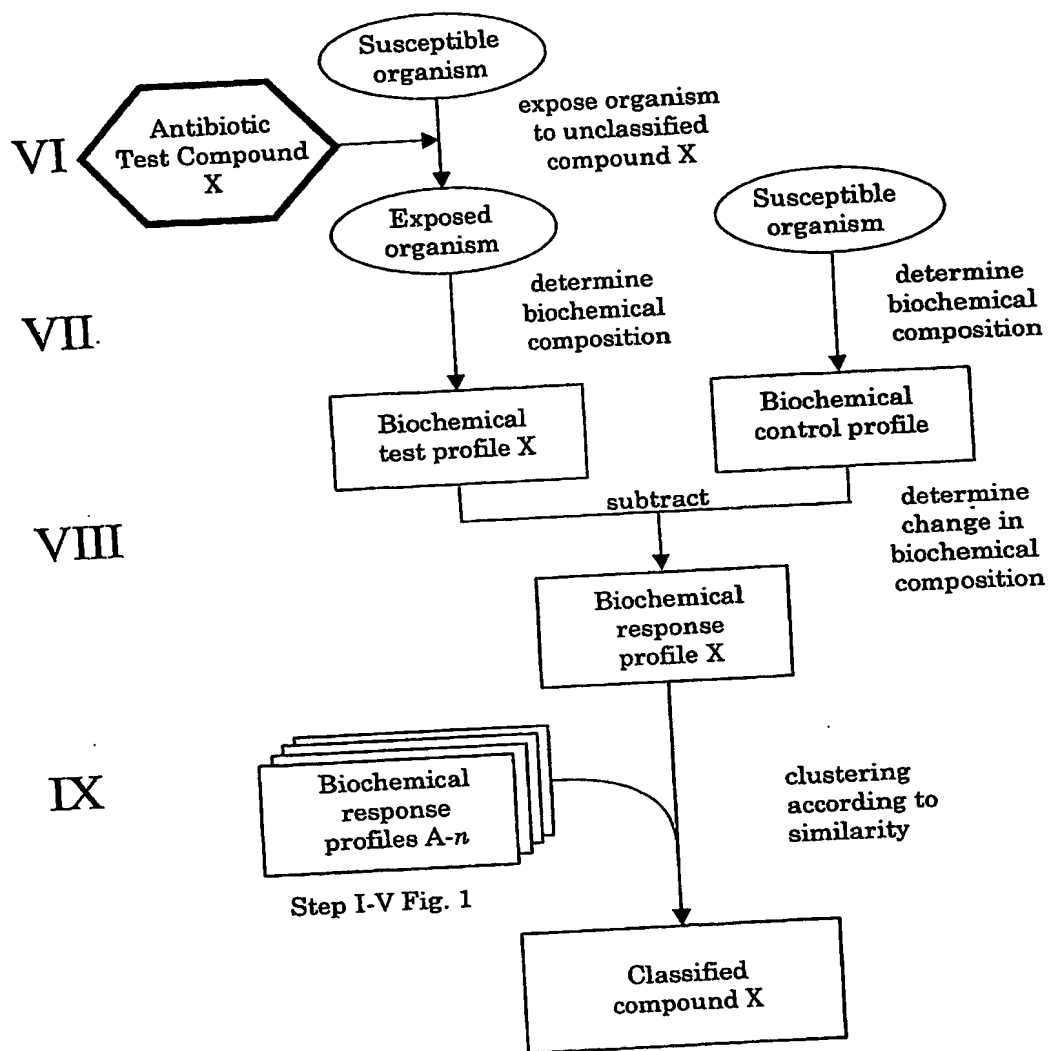 Susceptible
organism
VI
Antibiotic
Test Compound
X
expose organism
to unclassified
compound X
Exposed
organism
Susceptible
organism
VII.
determine
biochemical
composition
determine
biochemical
composition
Biochemical
test profile X
Biochemical
control profile
subtract
VIII
determine
change in
biochemical
composition
Biochemical
response
profile X
IX
Biochemical
response
profiles A-n
clustering
according to
similarity
Step I-V Fig. 1
Classified
compound X